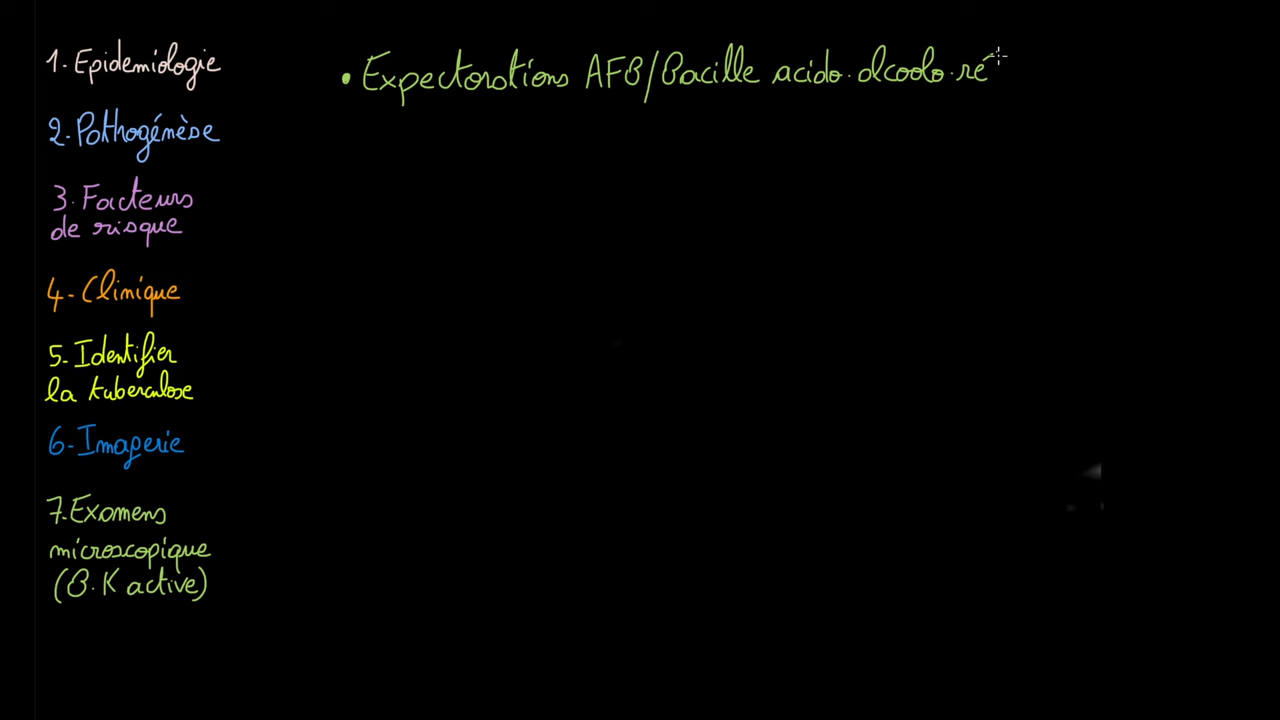 1. Epidemiologie
2. Pathogénèse
3. Facteurs
de risque
4- Clinique
5. Identifier
la tuberculose
6- Imagerie
7. Examens
microscopique
(B.K active)
• Expectorations AFB/Bacille acido-alcoolo-ré